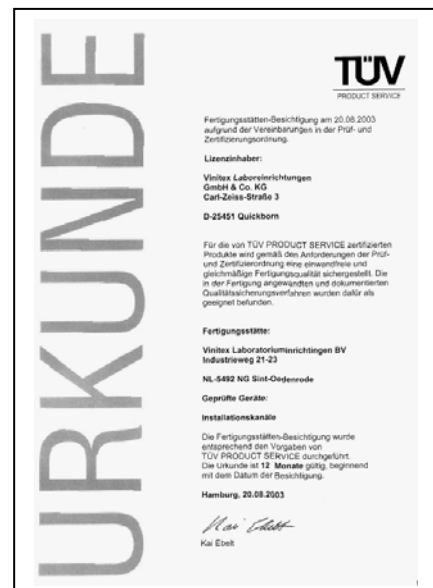 URKUNDE
TÜV
PRODUCT SERVICE
Fertigungsstätten-Besichtigung am 20.08.2003
aufgrund der Vereinbarungen in der Prüf- und
Zertifizierungsordnung.
Lizenzinhaber:
Vinitex Laboreinrichtungen
GmbH & Co. KG
Carl-Zeiss-Straße 3
D-25451 Quickborn
Für die von TÜV PRODUCT SERVICE zertifizierten
Produkte wird gemäß den Anforderungen der Prüf-
und Zertifizierordnung eine einwandfreie und
gleichmäßige Fertigungsqualität sichergestellt. Die
in der Fertigung angewandten und dokumentierten
Qualitätssicherungsverfahren wurden dafür als
geeignet befunden.
Fertigungsstätte:
Vinitex Laboratoriuminrichtingen BV
Industrieweg 21-23
NL-5492 NG Sint-Oedenrode
Geprüfte Geräte:
Installationskanäle
Die Fertigungsstätten-Besichtigung wurde
entsprechend den Vorgaben von
TÜV PRODUCT SERVICE durchgeführt.
Die Urkunde ist 12 Monate gültig, beginnend
mit dem Datum der Besichtigung.
Hamburg, 20.08.2003
Kai Ebelt
Kai Ebelt